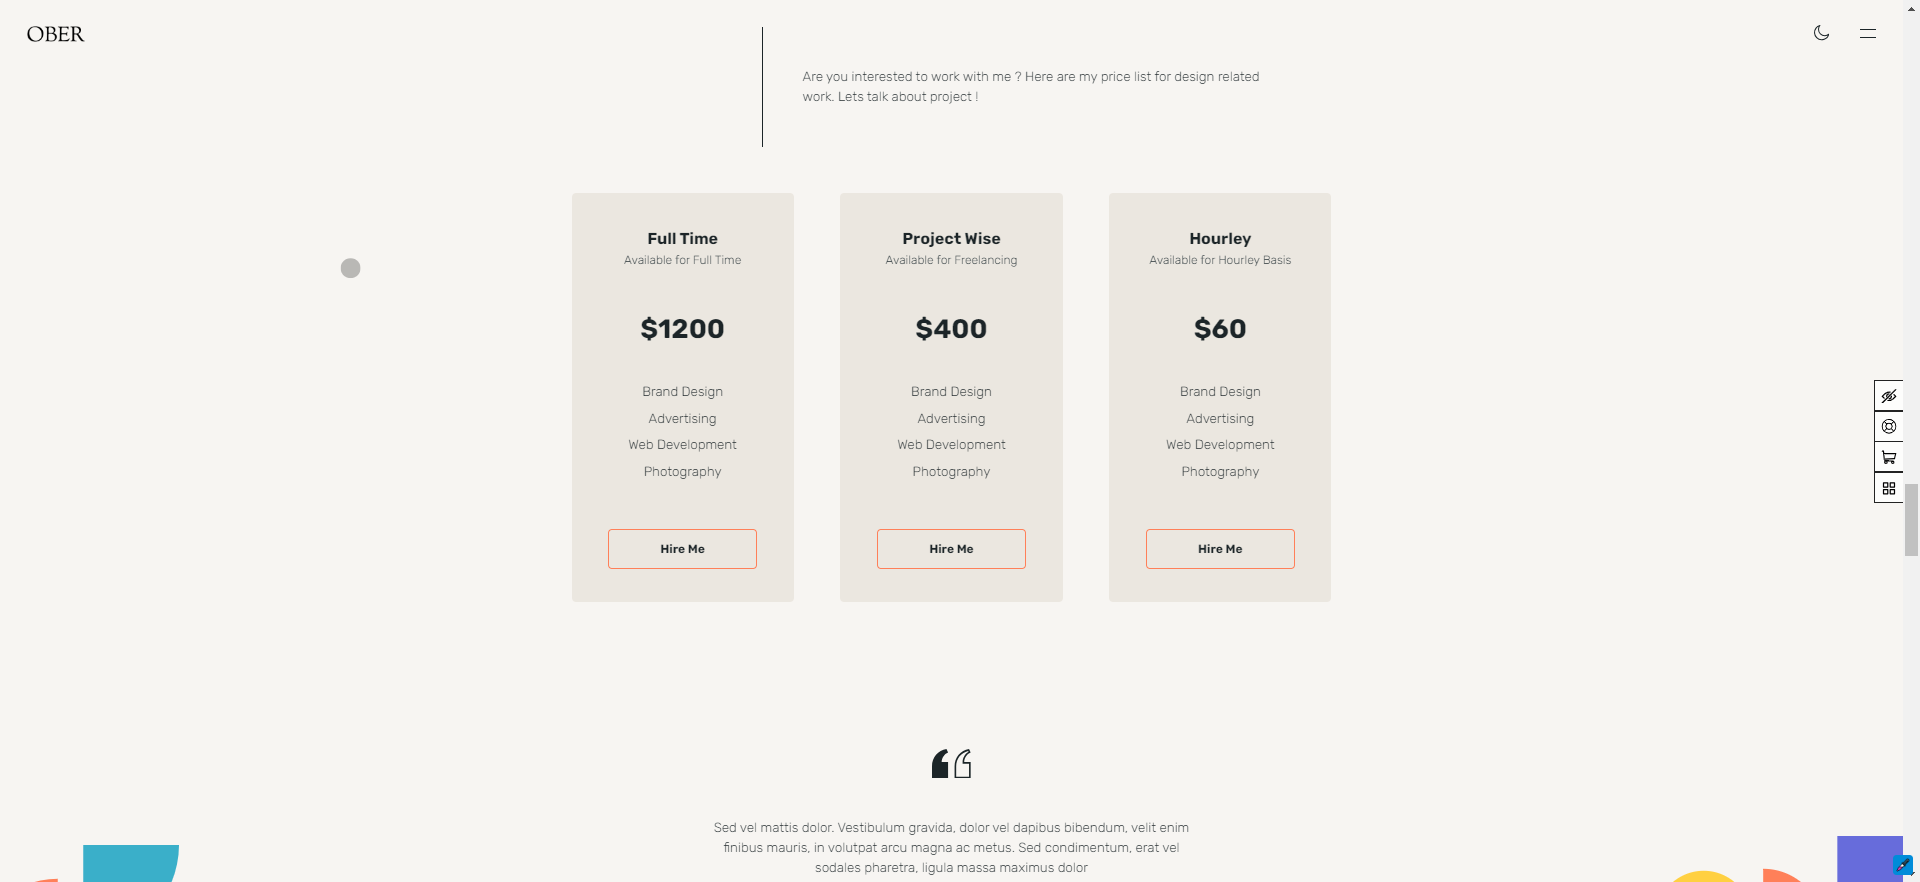 OBER
Are you interested to work with me ? Here are my price list for design related
work. Lets talk about project !
Full Time
Available for Full Time
$1200
Brand Design
Advertising
Web Development
Photography
Hire Me
Project Wise
Available for Freelancing
$400
Brand Design
Advertising
Web Development
Photography
Hire Me
Hourley
Available for Hourley Basis
$60
Brand Design
Advertising
Web Development
Photography
Hire Me
Sed vel mattis dolor. Vestibulum gravida, dolor vel dapibus bibendum, velit enim
finibus mauris, in volutpat arcu magna ac metus. Sed condimentum, erat vel
sodales pharetra, ligula massa maximus dolor